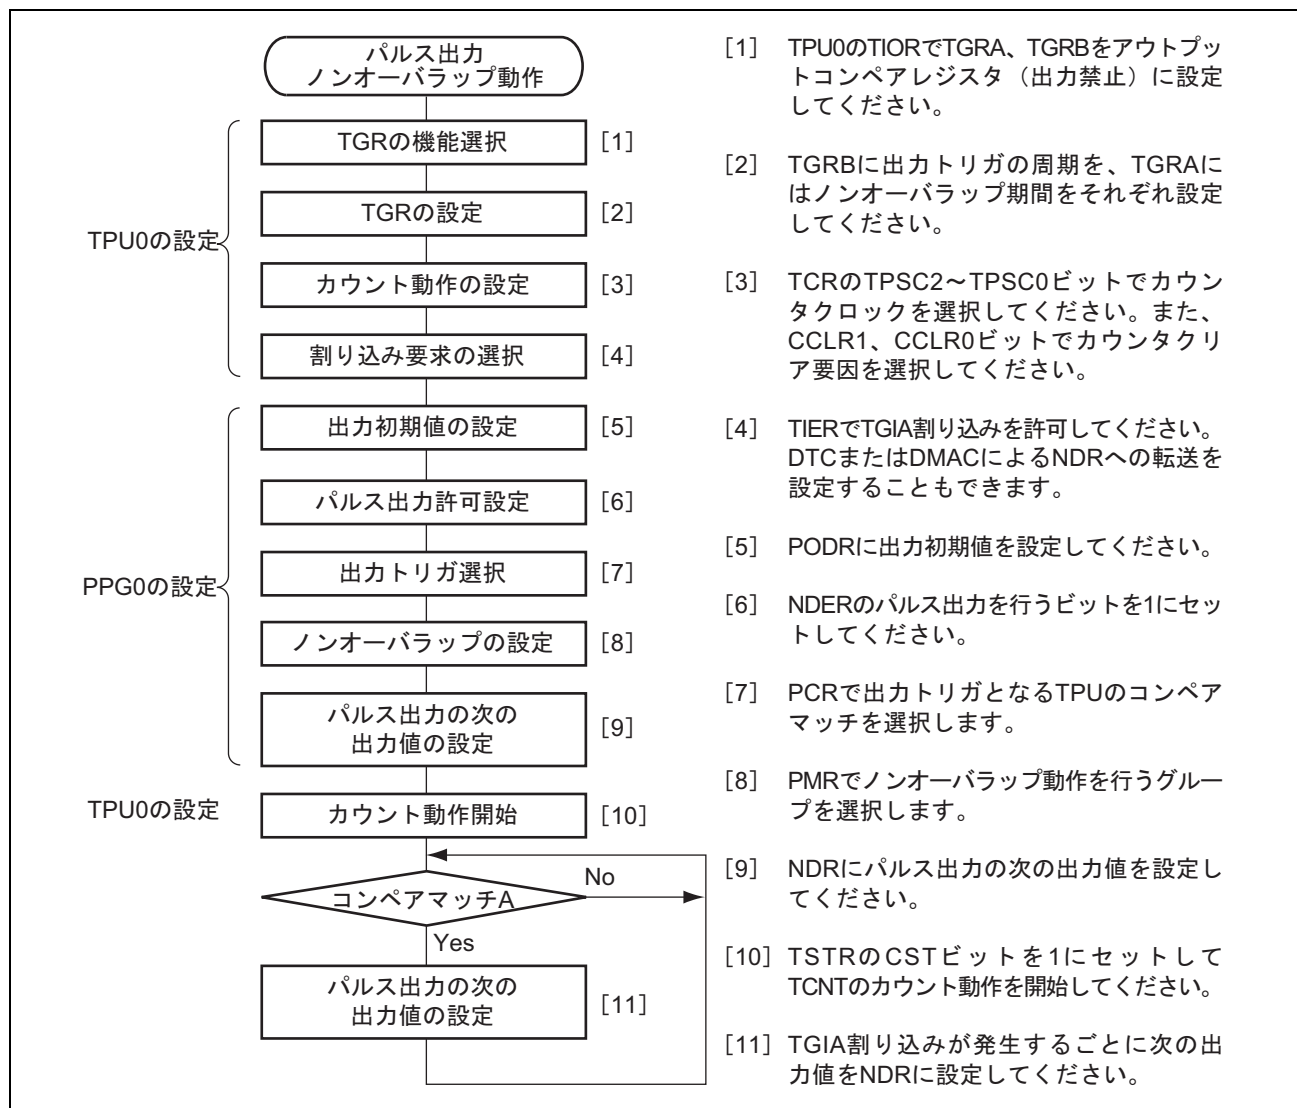 パルス出力
ノンオーバラップ動作
TPU0の設定
TGRの機能選択 [1]
TGRの設定 [2]
カウント動作の設定 [3]
割り込み要求の選択 [4]
PPG0の設定
出力初期値の設定 [5]
パルス出力許可設定 [6]
出力トリガ選択 [7]
ノンオーバラップの設定 [8]
パルス出力の次の
出力値の設定 [9]
TPU0の設定
カウント動作開始 [10]
コンペアマッチA
No
Yes
パルス出力の次の
出力値の設定 [11]
[1] TPU0のTIORでTGRA、TGRBをアウトプッ
トコンペアレジスタ（出力禁止）に設定
してください。
[2] TGRBに出力トリガの周期を、TGRAに
はノンオーバラップ期間をそれぞれ設定
してください。
[3] TCRのTPSC2～TPSC0ビットでカウン
タクロックを選択してください。また、
CCLR1、CCLR0ビットでカウンタクリ
ア要因を選択してください。
[4] TIERでTGIA割り込みを許可してください。
DTCまたはDMACによるNDRへの転送を
設定することもできます。
[5] PODRに出力初期値を設定してください。
[6] NDERのパルス出力を行うビットを1にセッ
トしてください。
[7] PCRで出力トリガとなるTPUのコンペア
マッチを選択します。
[8] PMRでノンオーバラップ動作を行うグルー
プを選択します。
[9] NDRにパルス出力の次の出力値を設定し
てください。
[10] TSTRのCSTビットを1にセットして
TCNTのカウント動作を開始してください。
[11] TGIA割り込みが発生するごとに次の出
力値をNDRに設定してください。